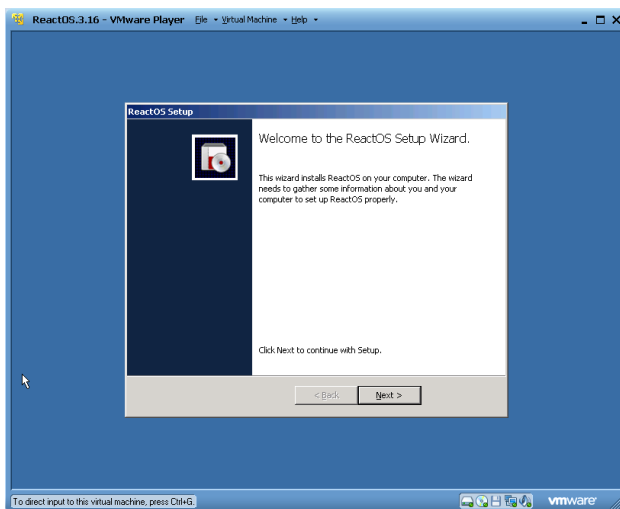 ReactOS.3.16 - VMware Player File Virtual Machine Help
ReactOS Setup
Welcome to the ReactOS Setup Wizard.
This wizard installs ReactOS on your computer. The wizard
needs to gather some information about you and your
computer to set up ReactOS properly.
Click Next to continue with Setup.
< Back Next >
To direct input to this virtual machine, press Ctrl+G. vmware